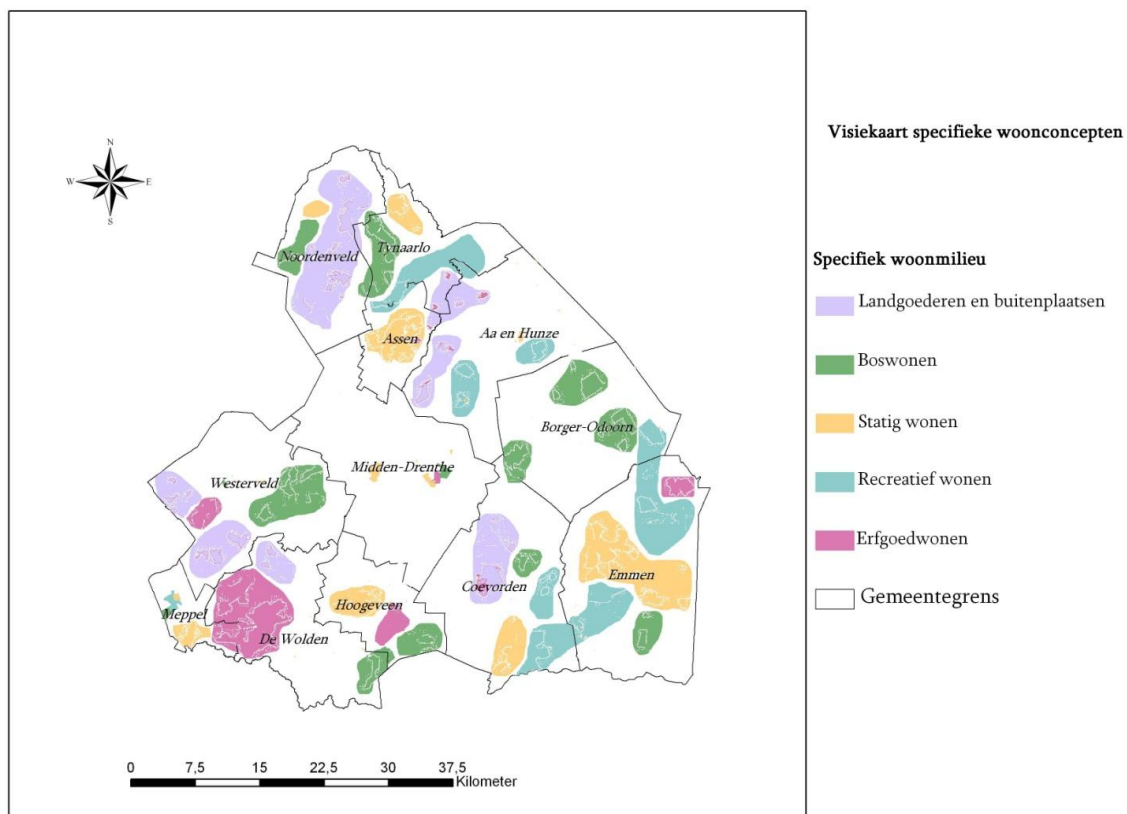 Visiekaart specifieke woonconcepten
N
W E
S
Noordenveld
Tynaarlo
Assen
Aa en Hunze
Borger-Odoorn
Midden-Drenthe
Westerveld
Coevorden
Emmen
Hoogeveen
Meppel
De Wolden
0 7,5 15 22,5 30 37,5
Kilometer
Specifiek woonmilieu
Landgoederen en buitenplaatsen
Boswonen
Statig wonen
Recreatief wonen
Erfgoedwonen
Gemeentegrens